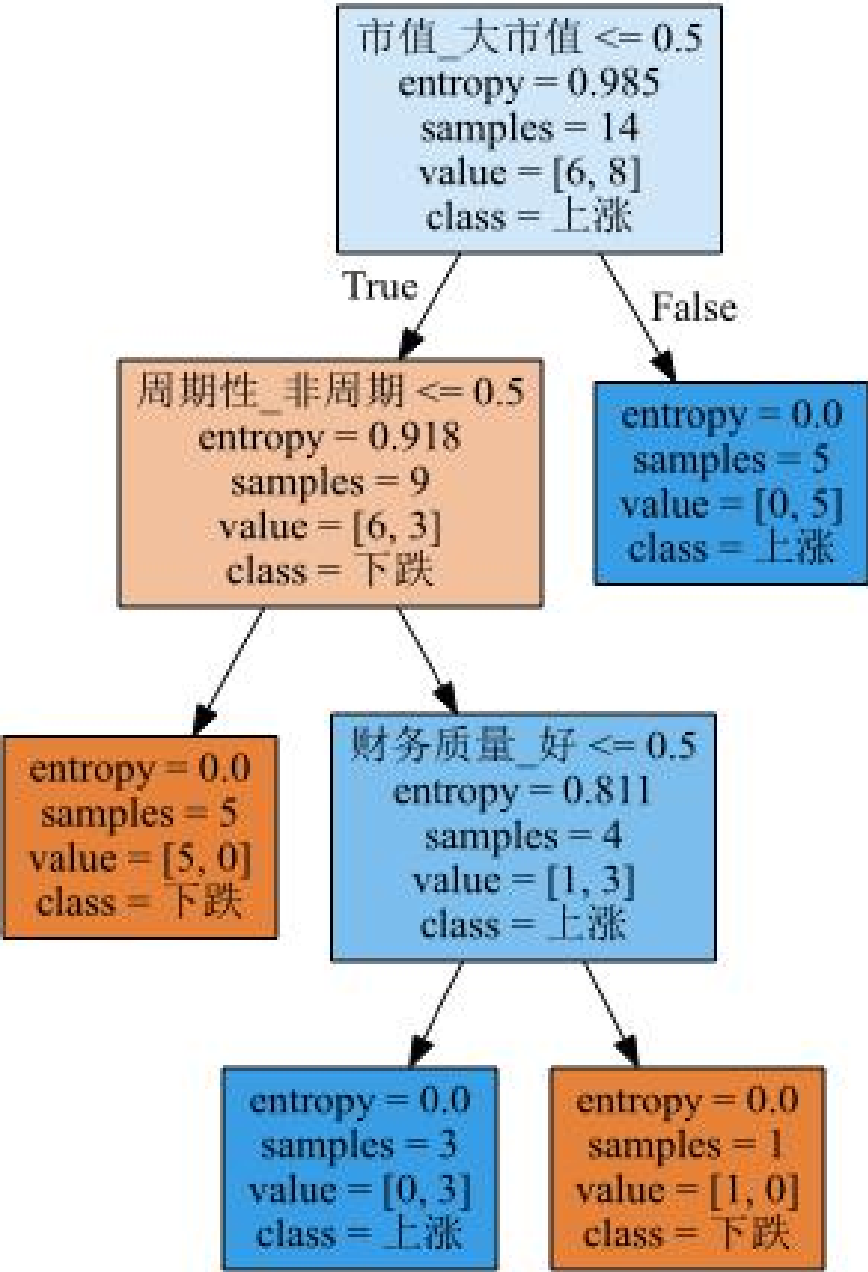 市值_大市值 <= 0.5
entropy = 0.985
samples = 14
value = [6, 8]
class = 上涨
True
False
周期性_非周期 <= 0.5
entropy = 0.918
samples = 9
value = [6, 3]
class = 下跌
entropy = 0.0
samples = 5
value = [0, 5]
class = 上涨
entropy = 0.0
samples = 5
value = [5, 0]
class = 下跌
财务质量_好 <= 0.5
entropy = 0.811
samples = 4
value = [1, 3]
class = 上涨
entropy = 0.0
samples = 3
value = [0, 3]
class = 上涨
entropy = 0.0
samples = 1
value = [1, 0]
class = 下跌